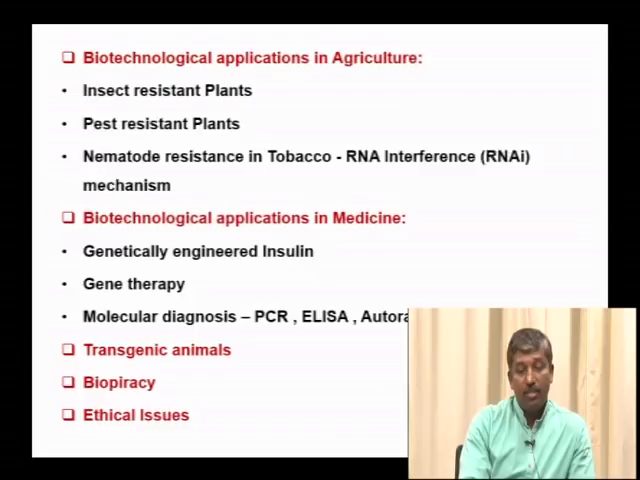 Biotechnological applications in Agriculture:
Insect resistant Plants
Pest resistant Plants
Nematode resistance in Tobacco - RNA Interference (RNAi)
mechanism
Biotechnological applications in Medicine:
Genetically engineered Insulin
Gene therapy
Molecular diagnosis – PCR , ELISA ,
Transgenic animals
Biopiracy
Ethical Issues